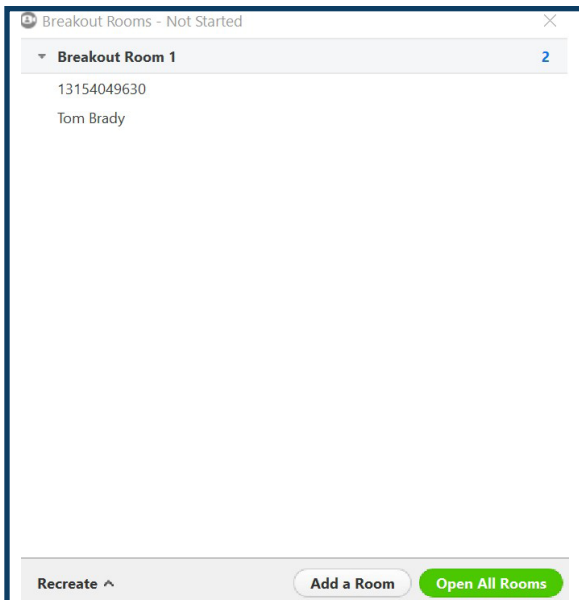 Breakout Rooms - Not Started
Breakout Room 1 2
13154049630
Tom Brady
Recreate Add a Room Open All Rooms